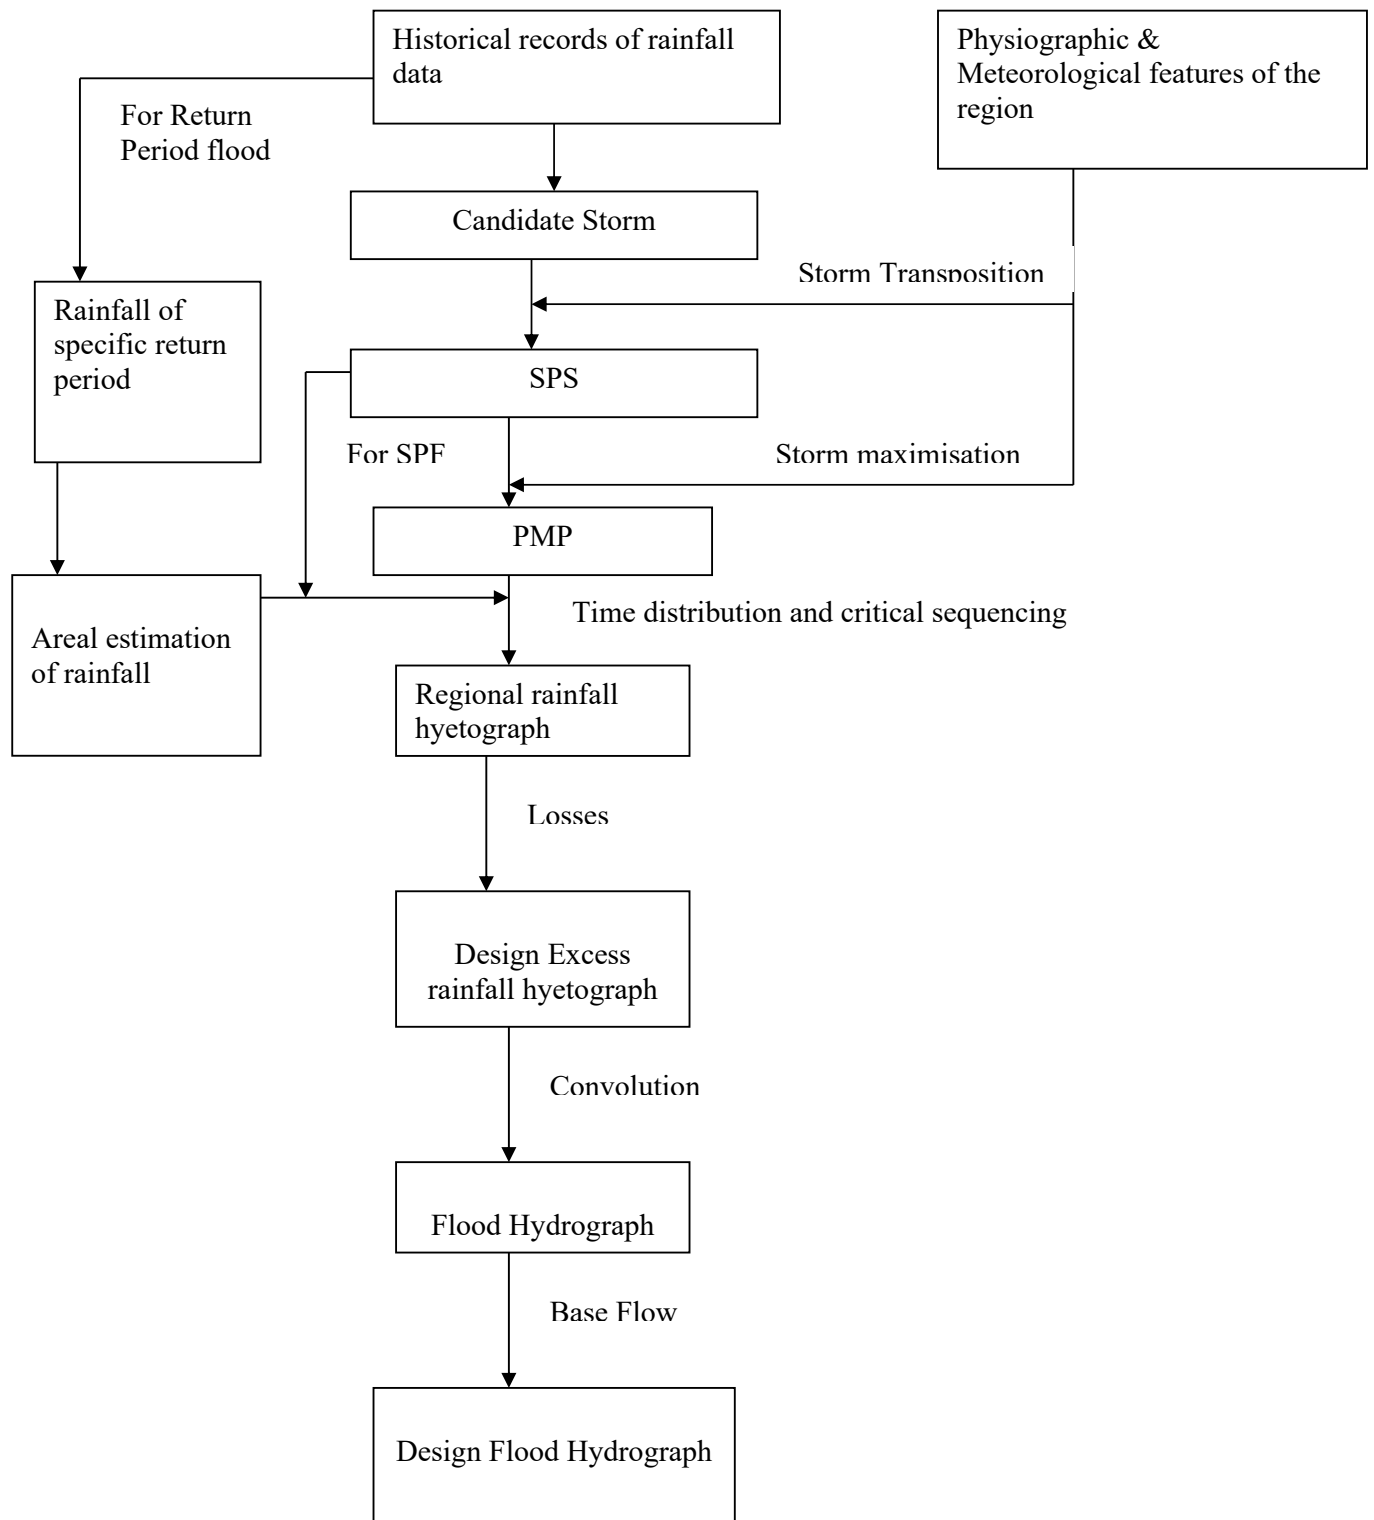 Historical records of rainfall
data
Physiographic &
Meteorological features of the
region
For Return
Period flood
Candidate Storm
Storm Transposition
Rainfall of
specific return
period
SPS
For SPF
Storm maximisation
PMP
Time distribution and critical sequencing
Areal estimation
of rainfall
Regional rainfall
hyetograph
Losses
Design Excess
rainfall hyetograph
Convolution
Flood Hydrograph
Base Flow
Design Flood Hydrograph